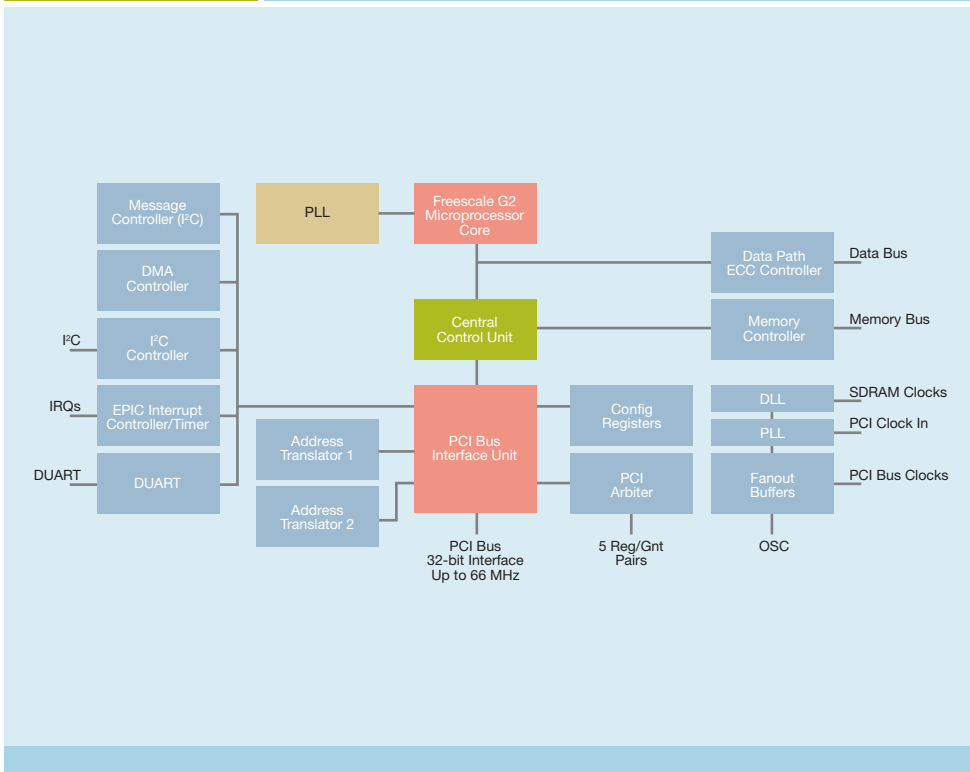 Message
Controller (I²C)
PLL
Freescale G2
Microprocessor
Core
DMA
Controller
Data Path
ECC Controller
Data Bus
I²C
I²C
Controller
Central
Control Unit
Memory
Controller
Memory Bus
IRQs
EPIC Interrupt
Controller/Timer
Address
Translator 1
PCI Bus
Interface Unit
Config
Registers
DLL
SDRAM Clocks
PLL
PCI Clock In
DUART
DUART
Address
Translator 2
PCI
Arbiter
Fanout
Buffers
PCI Bus Clocks
PCI Bus
32-bit Interface
Up to 66 MHz
5 Reg/Gnt
Pairs
OSC